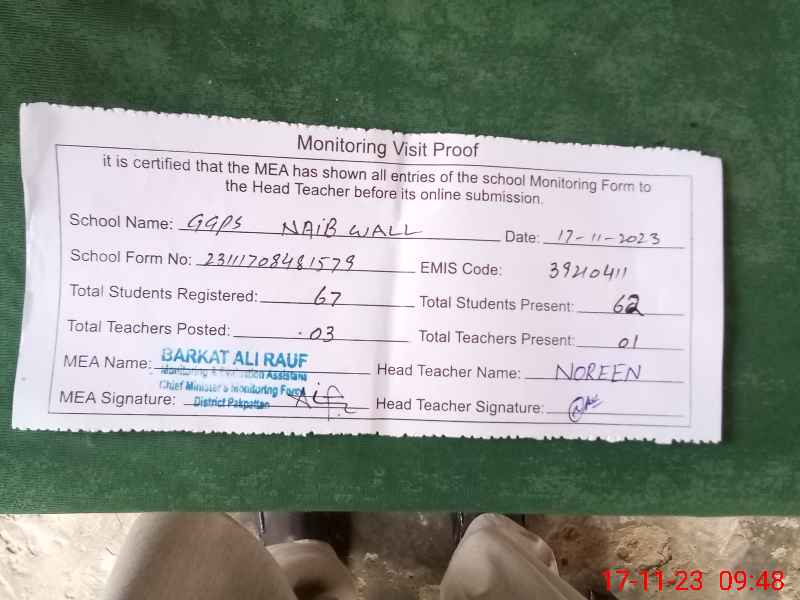 Monitoring Visit Proof
it is certified that the MEA has shown all entries of the school Monitoring Form to
the Head Teacher before its online submission.
School Name: GGPS NAIB WALL Date: 17-11-2023
School Form No: 23111708481579 EMIS Code: 39210411
Total Students Registered: 67 Total Students Present: 62
Total Teachers Posted: 03 Total Teachers Present: 01
MEA Name: BARKAT ALI RAUF Head Teacher Name: NOREEN
Monitoring & Evaluation Assistant
Chief Minister's Monitoring Force
MEA Signature: District Pakpattan Head Teacher Signature:
17-11-23 09:48